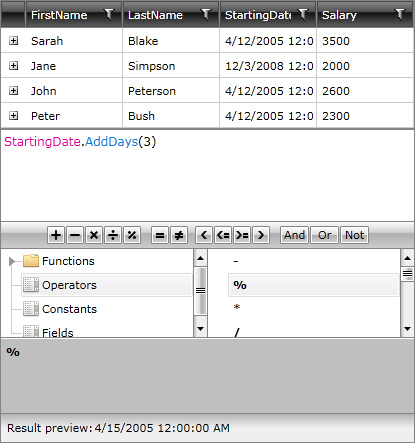 FirstName LastName StartingDate Salary
Sarah Blake 4/12/2005 12:0 3500
Jane Simpson 12/3/2008 12:0 2000
John Peterson 4/12/2005 12:0 2600
Peter Bush 4/12/2005 12:0 2300
StartingDate.AddDays(3)
+ − × ÷ % = ≠ < <= >= > And Or Not
Functions -
Operators %
Constants *
Fields /
%
Result preview: 4/15/2005 12:00:00 AM